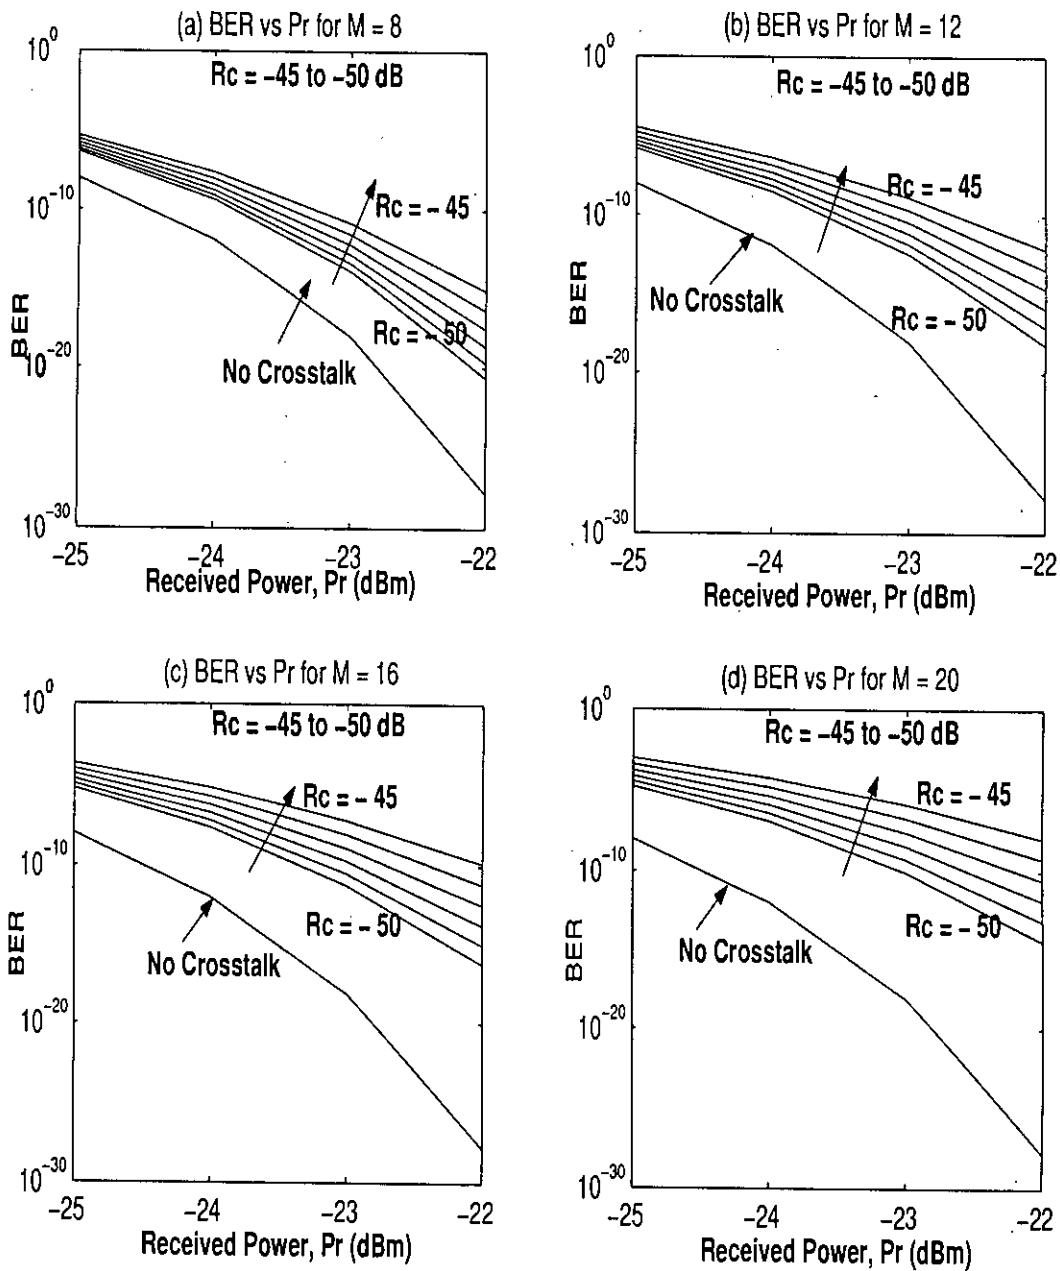 (a) BER vs Pr for M = 8
10^0
Rc = −45 to −50 dB
10^−10
Rc = − 45
BER
Rc = − 50
10^−20
No Crosstalk
10^−30
−25
−24
−23
−22
Received Power, Pr (dBm)
(b) BER vs Pr for M = 12
10^0
Rc = −45 to −50 dB
Rc = − 45
10^−10
No Crosstalk
BER
Rc = − 50
10^−20
10^−30
−25
−24
−23
−22
Received Power, Pr (dBm)
(c) BER vs Pr for M = 16
10^0
Rc = −45 to −50 dB
Rc = − 45
10^−10
Rc = − 50
BER
No Crosstalk
10^−20
10^−30
−25
−24
−23
−22
Received Power, Pr (dBm)
(d) BER vs Pr for M = 20
10^0
Rc = −45 to −50 dB
Rc = − 45
10^−10
Rc = − 50
BER
No Crosstalk
10^−20
10^−30
−25
−24
−23
−22
Received Power, Pr (dBm)